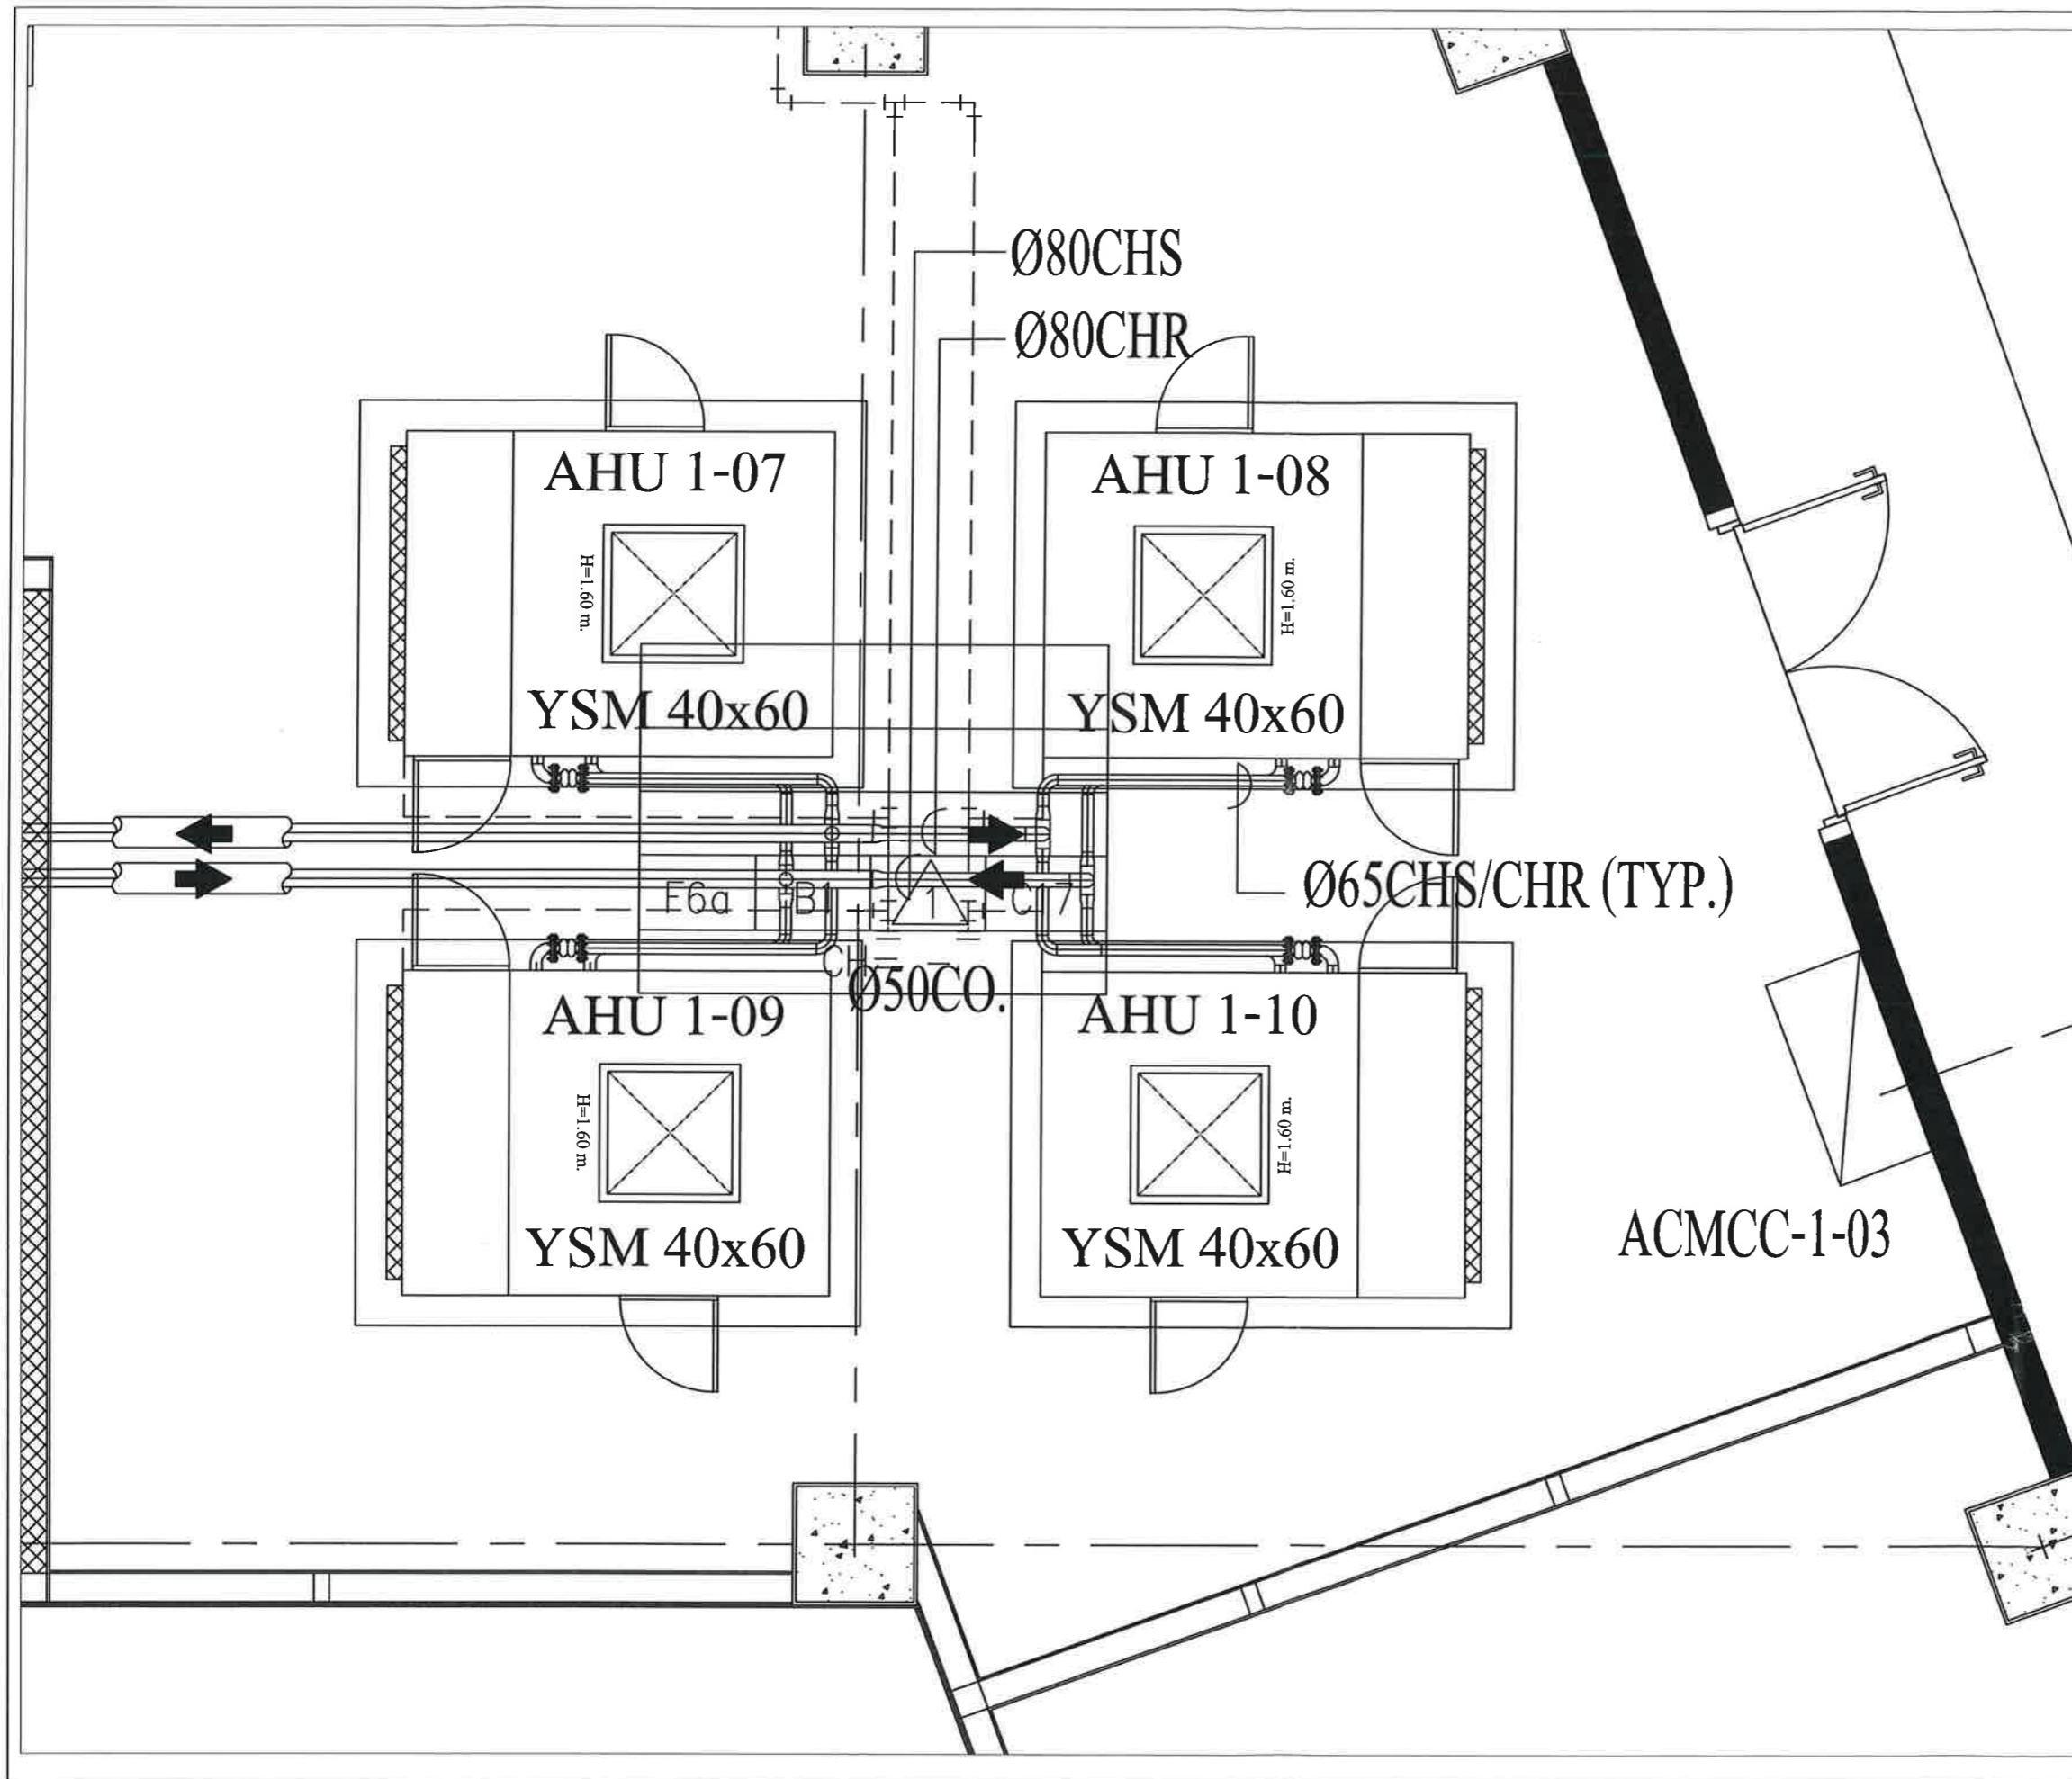 Ø80CHS
Ø80CHR
AHU 1-07
H=1.60 m.
YSM 40x60
AHU 1-08
H=1.60 m.
YSM 40x60
Ø65CHS/CHR (TYP.)
F6a
B1
1
C 7
Ø50CO.
AHU 1-09
H=1.60 m.
YSM 40x60
AHU 1-10
H=1.60 m.
YSM 40x60
ACMCC-1-03